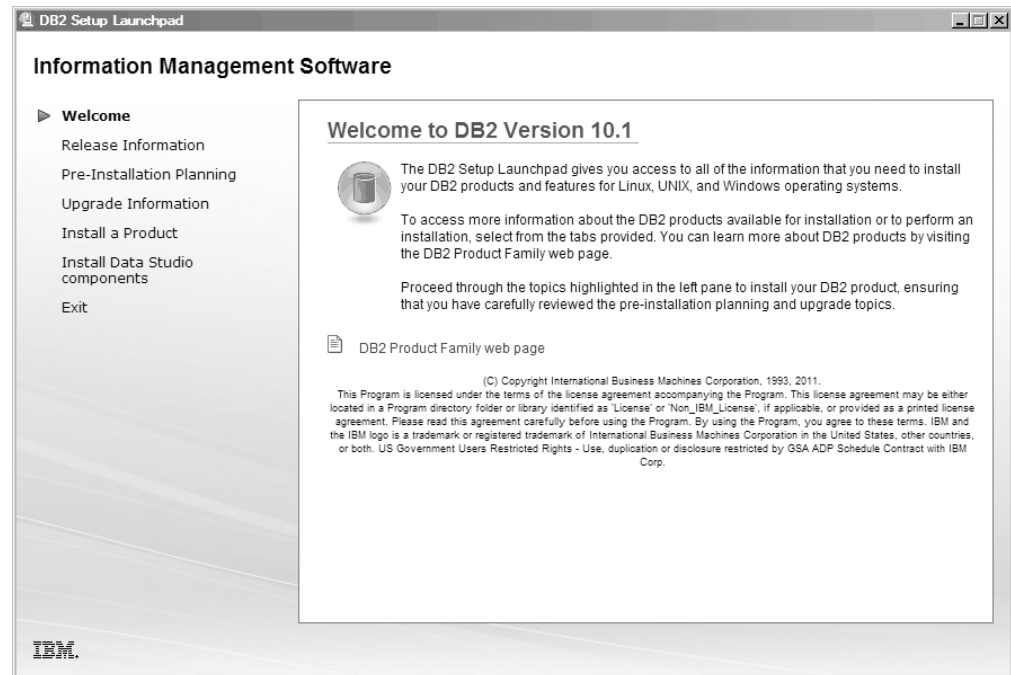 DB2 Setup Launchpad
Information Management Software
Welcome
Release Information
Pre-Installation Planning
Upgrade Information
Install a Product
Install Data Studio
components
Exit
Welcome to DB2 Version 10.1
The DB2 Setup Launchpad gives you access to all of the information that you need to install
your DB2 products and features for Linux, UNIX, and Windows operating systems.
To access more information about the DB2 products available for installation or to perform an
installation, select from the tabs provided. You can learn more about DB2 products by visiting
the DB2 Product Family web page.
Proceed through the topics highlighted in the left pane to install your DB2 product, ensuring
that you have carefully reviewed the pre-installation planning and upgrade topics.
DB2 Product Family web page
(C) Copyright International Business Machines Corporation, 1993, 2011.
This Program is licensed under the terms of the license agreement accompanying the Program. This license agreement may be either
located in a Program directory folder or library identified as 'License' or 'Non_IBM_License', if applicable, or provided as a printed license
agreement. Please read this agreement carefully before using the Program. By using the Program, you agree to these terms. IBM and
the IBM logo is a trademark or registered trademark of International Business Machines Corporation in the United States, other countries,
or both. US Government Users Restricted Rights - Use, duplication or disclosure restricted by GSA ADP Schedule Contract with IBM
Corp.
IBM.